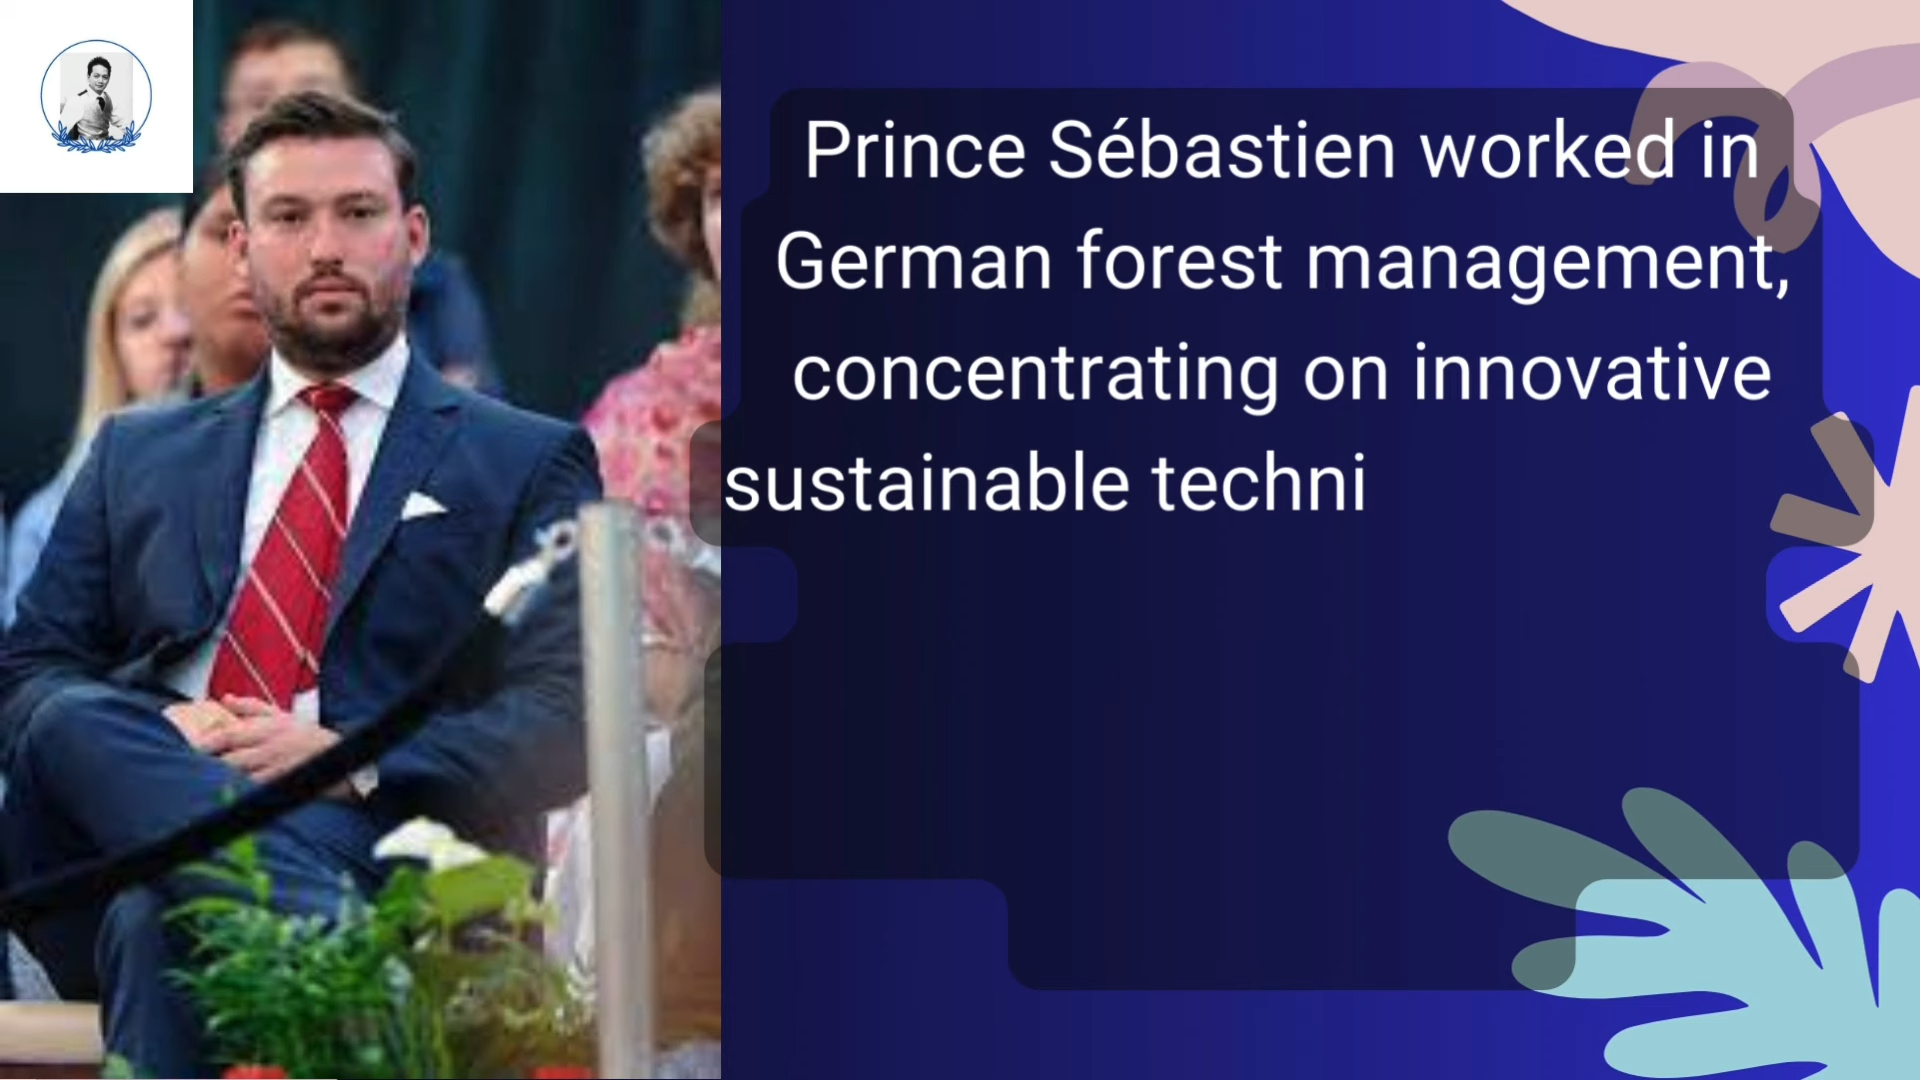 Prince Sébastien worked in
German forest management,
concentrating on innovative
sustainable techni